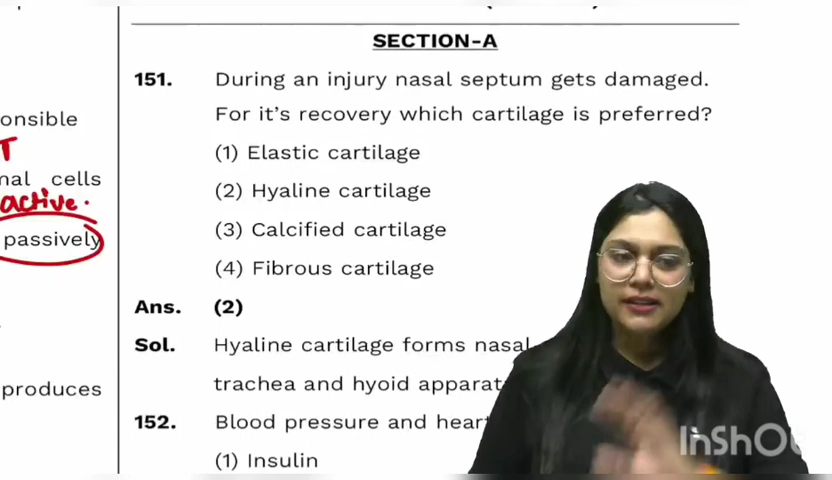 SECTION-A
onsible
T
nal cells
active.
passively
produces
151. During an injury nasal septum gets damaged.
For it's recovery which cartilage is preferred?
(1) Elastic cartilage
(2) Hyaline cartilage
(3) Calcified cartilage
(4) Fibrous cartilage
Ans. (2)
Sol. Hyaline cartilage forms nasal
trachea and hyoid apparat
152. Blood pressure and heart
(1) Insulin
InShOt